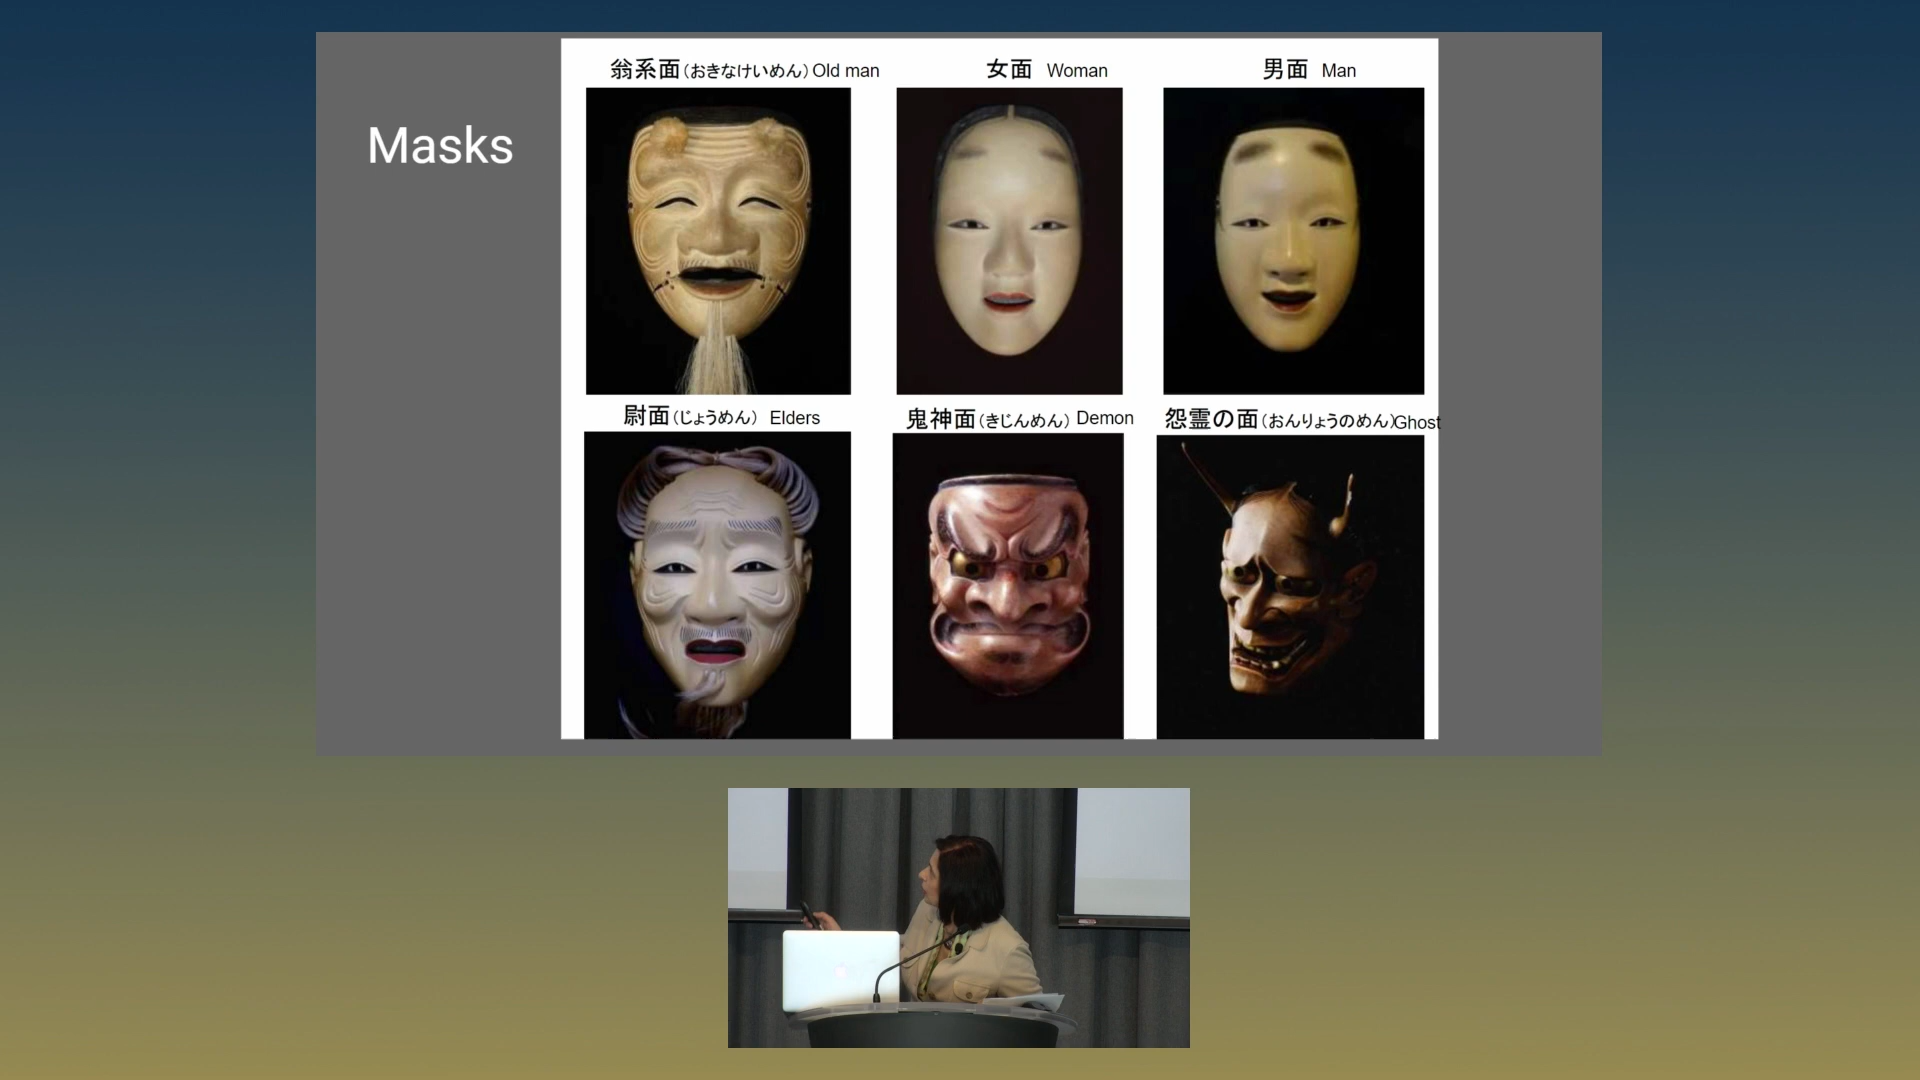 Masks
翁系面(おきなけいめん) Old man
女面 Woman
男面 Man
尉面(じょうめん) Elders
鬼神面(きじんめん) Demon
怨霊の面(おんりょうのめん)Ghost